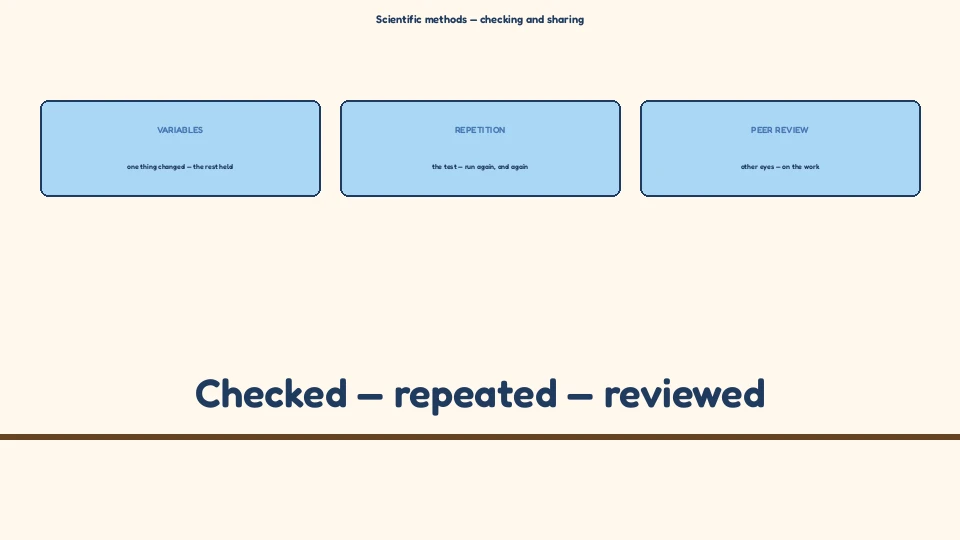 Scientific methods — checking and sharing
VARIABLES
one thing changed — the rest held
REPETITION
the test — run again, and again
PEER REVIEW
other eyes — on the work
Checked — repeated — reviewed